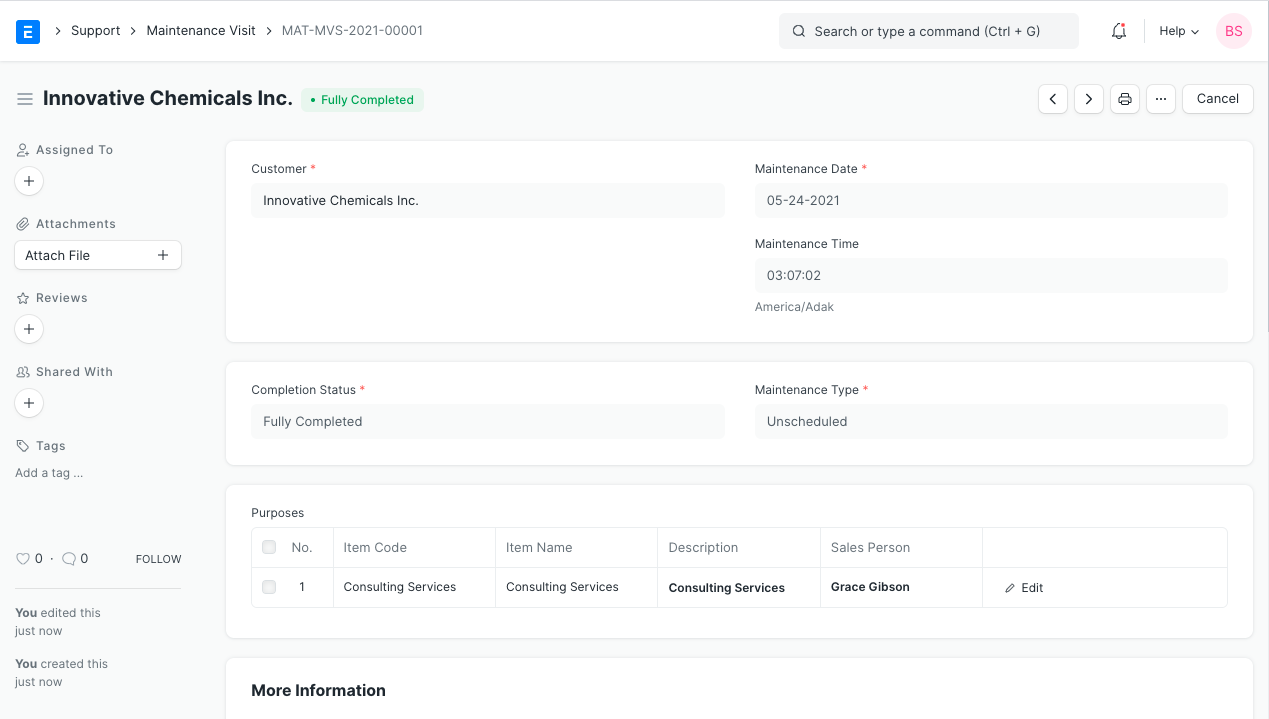 E Support Maintenance Visit MAT-MVS-2021-00001 Search or type a command (Ctrl + G) Help BS
Innovative Chemicals Inc. Fully Completed Cancel
Assigned To
Attachments
Attach File
Reviews
Shared With
Tags
Add a tag ...
0 · 0 FOLLOW
You edited this
just now
You created this
just now
Customer *
Innovative Chemicals Inc.
Maintenance Date *
05-24-2021
Maintenance Time
03:07:02
America/Adak
Completion Status *
Fully Completed
Maintenance Type *
Unscheduled
Purposes
No. Item Code Item Name Description Sales Person
1 Consulting Services Consulting Services Consulting Services Grace Gibson Edit
More Information